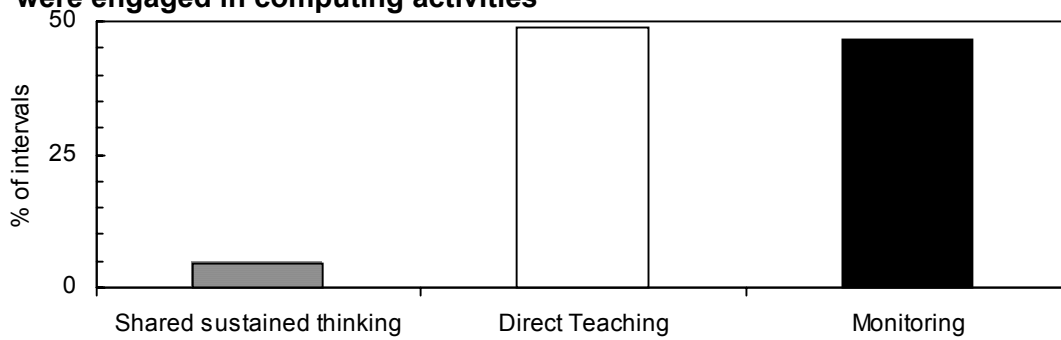 were engaged in computing activities
50
25
0
% of intervals
Shared sustained thinking
Direct Teaching
Monitoring